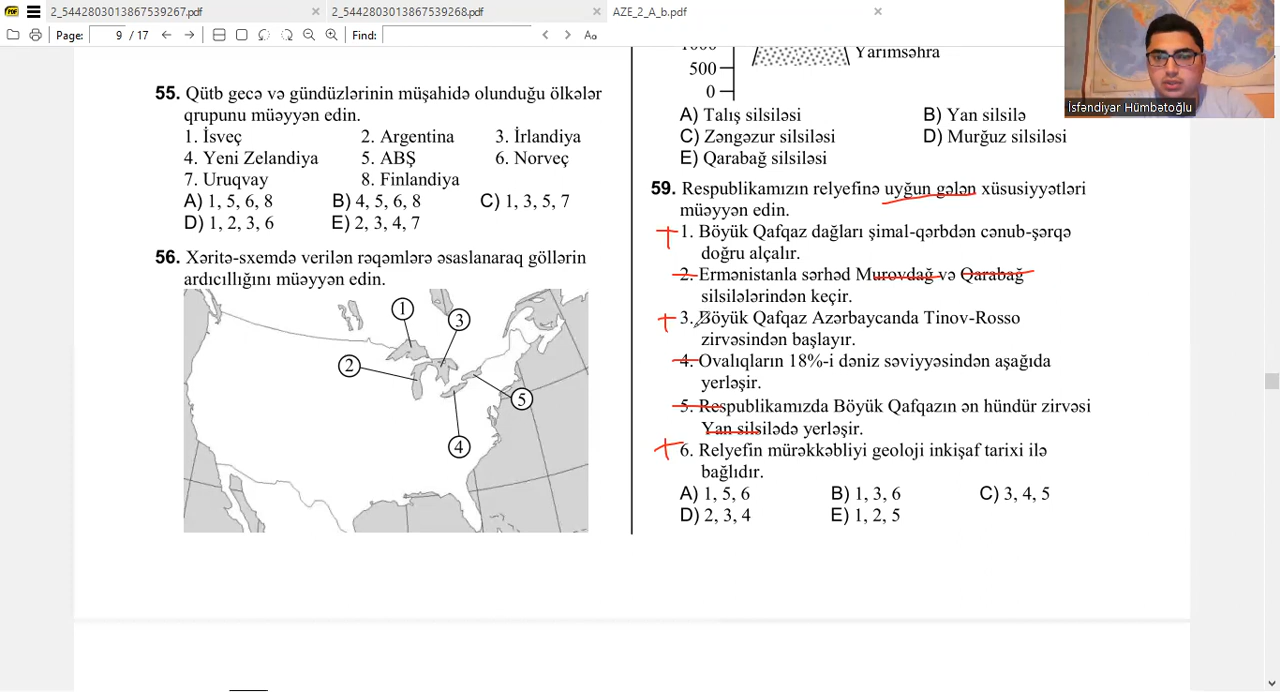 2_5442803013867539267.pdf
2_5442803013867539268.pdf
AZE_2_A_b.pdf
Page: 9 / 17
Find:
Aa
55. Qütb gecə və gündüzlərinin müşahidə olunduğu ölkələr
qrupunu müəyyən edin.
1. İsveç 2. Argentina 3. İrlandiya
4. Yeni Zelandiya 5. ABŞ 6. Norveç
7. Uruqvay 8. Finlandiya
A) 1, 5, 6, 8 B) 4, 5, 6, 8 C) 1, 3, 5, 7
D) 1, 2, 3, 6 E) 2, 3, 4, 7
56. Xəritə-sxemdə verilən rəqəmlərə əsaslanaraq göllərin
ardıcıllığını müəyyən edin.
1
3
2
5
4
1000
500
0
Yarımsəhra
A) Talış silsiləsi B) Yan silsilə
C) Zəngəzur silsiləsi D) Murğuz silsiləsi
E) Qarabağ silsiləsi
59. Respublikamızın relyefinə uyğun gələn xüsusiyyətləri
müəyyən edin.
1. Böyük Qafqaz dağları şimal-qərbdən cənub-şərqə
doğru alçalır.
2. Ermənistanla sərhəd Murovdağ və Qarabağ
silsilələrindən keçir.
3. Böyük Qafqaz Azərbaycanda Tinov-Rosso
zirvəsindən başlayır.
4. Ovalıqların 18%-i dəniz səviyyəsindən aşağıda
yerləşir.
5. Respublikamızda Böyük Qafqazın ən hündür zirvəsi
Yan silsilədə yerləşir.
6. Relyefin mürəkkəbliyi geoloji inkişaf tarixi ilə
bağlıdır.
A) 1, 5, 6 B) 1, 3, 6 C) 3, 4, 5
D) 2, 3, 4 E) 1, 2, 5
İsfəndiyar Hümbətoğlu